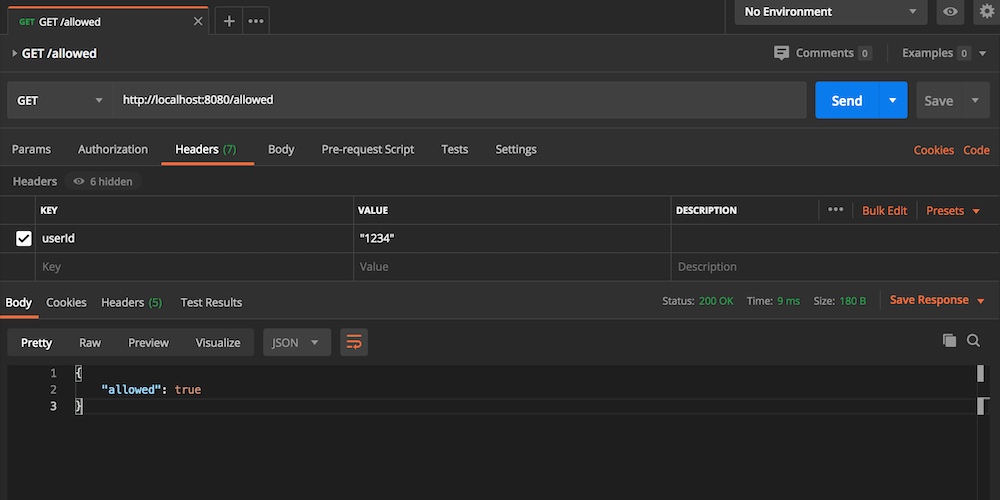 GET GET /allowed No Environment
GET /allowed Comments 0 Examples 0
GET http://localhost:8080/allowed Send Save
Params Authorization Headers (7) Body Pre-request Script Tests Settings Cookies Code
Headers 6 hidden
KEY VALUE DESCRIPTION Bulk Edit Presets
userId "1234"
Key Value Description
Body Cookies Headers (5) Test Results Status: 200 OK Time: 9 ms Size: 180 B Save Response
Pretty Raw Preview Visualize JSON
1 {
2 "allowed": true
3 }